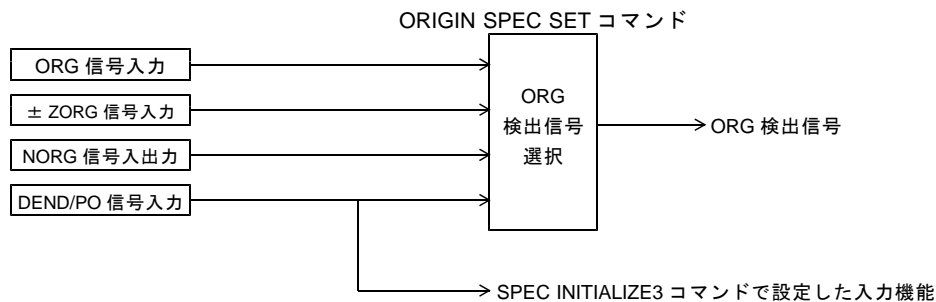 ORIGIN SPEC SET コマンド
ORG 信号入力
± ZORG 信号入力
NORG 信号入出力
DEND/PO 信号入力
ORG
検出信号
選択
ORG 検出信号
SPEC INITIALIZE3 コマンドで設定した入力機能